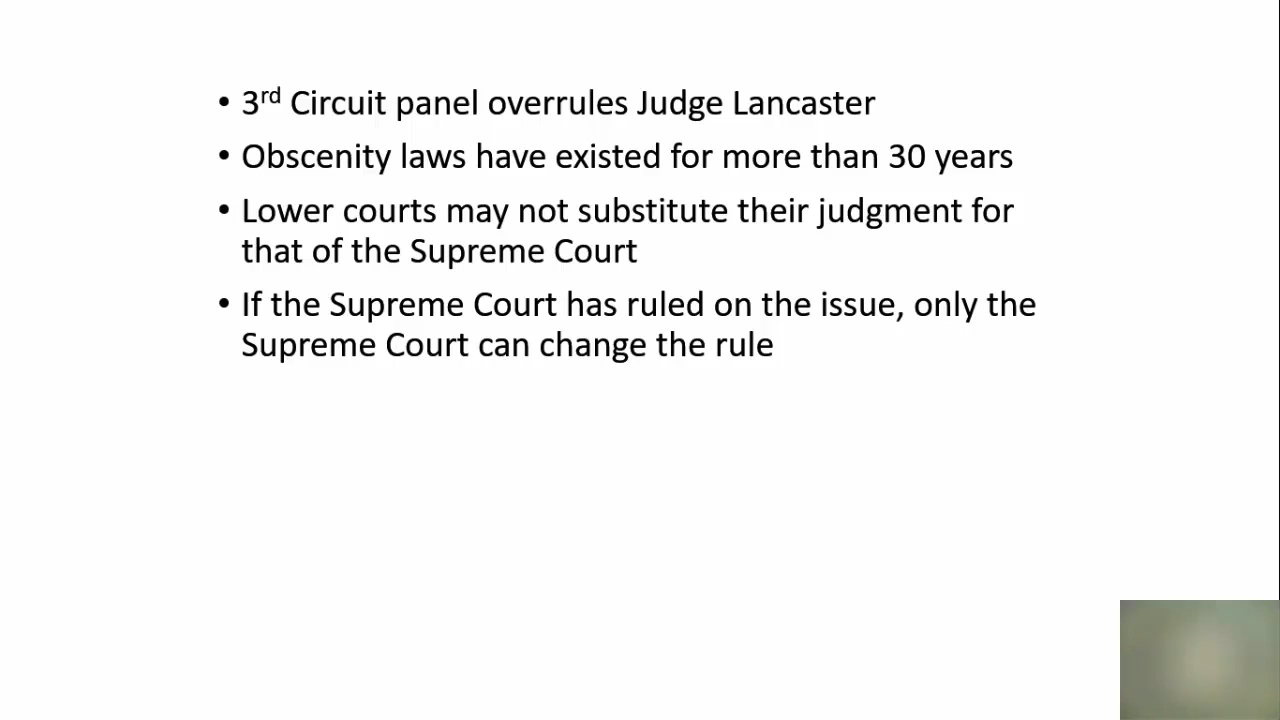 • 3rd Circuit panel overrules Judge Lancaster
• Obscenity laws have existed for more than 30 years
• Lower courts may not substitute their judgment for
that of the Supreme Court
• If the Supreme Court has ruled on the issue, only the
Supreme Court can change the rule